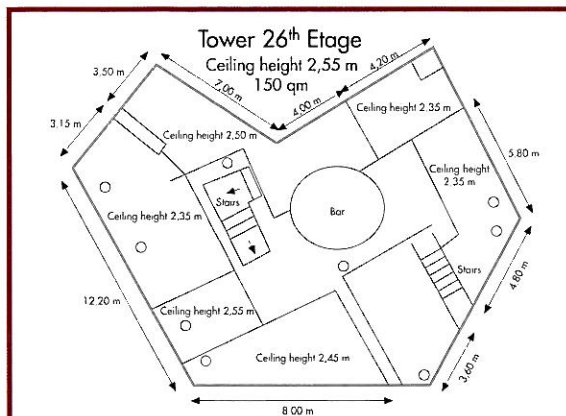 Tower 26th Etage
Ceiling height 2,55 m
150 qm
3,50 m
7,00 m
4,00 m
4,20 m
3,15 m
Ceiling height 2,50 m
Ceiling height 2.35 m
5.80 m
Ceiling height
2,35 m
Stairs
Ceiling height 2,35 m
Bar
Stairs
4.80 m
12.20 m
Ceiling height 2,55 m
Ceiling height 2,45 m
3,60 m
8.00 m